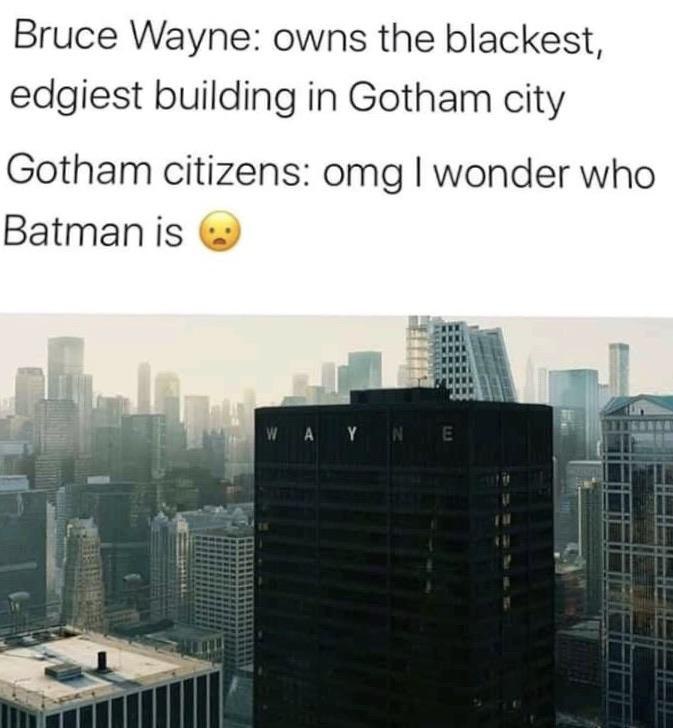 Bruce Wayne: owns the blackest,
edgiest building in Gotham city
Gotham citizens: omg I wonder who
Batman is 😦
W A Y N E